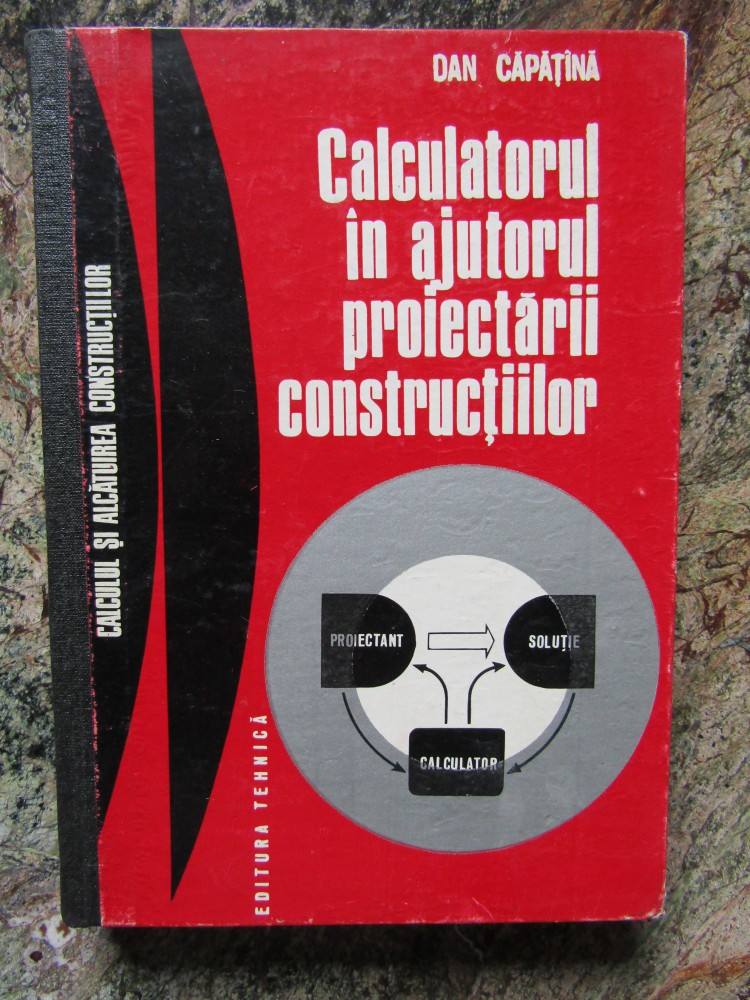 DAN CĂPĂȚÎNĂ
Calculatorul
în ajutorul
proiectării
construcțiilor
CALCULUL ȘI ALCĂTUIREA CONSTRUCȚIILOR
PROIECTANT
SOLUȚIE
CALCULATOR
EDITURA TEHNICĂ